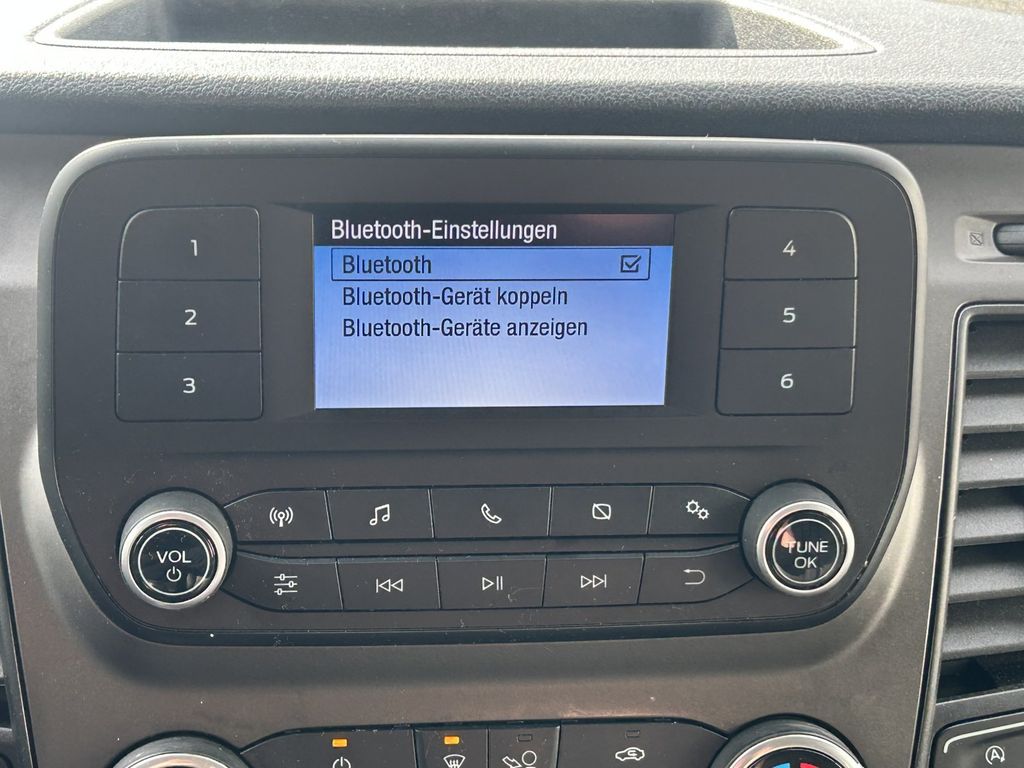 Bluetooth-Einstellungen
Bluetooth
Bluetooth-Gerät koppeln
Bluetooth-Geräte anzeigen
1
2
3
4
5
6
VOL
TUNE
OK
A